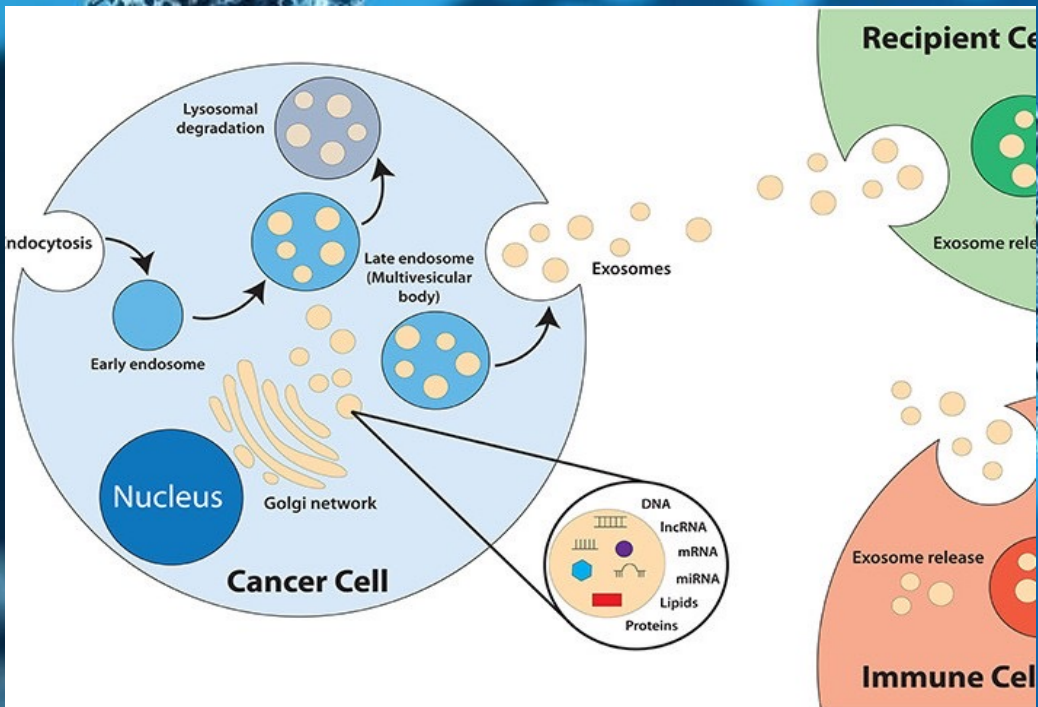 Recipient Ce
Lysosomal
degradation
Endocytosis
Late endosome
(Multivesicular
body)
Exosomes
Exosome rele
Early endosome
Nucleus
Golgi network
DNA
lncRNA
mRNA
miRNA
Lipids
Proteins
Cancer Cell
Exosome release
Immune Cel